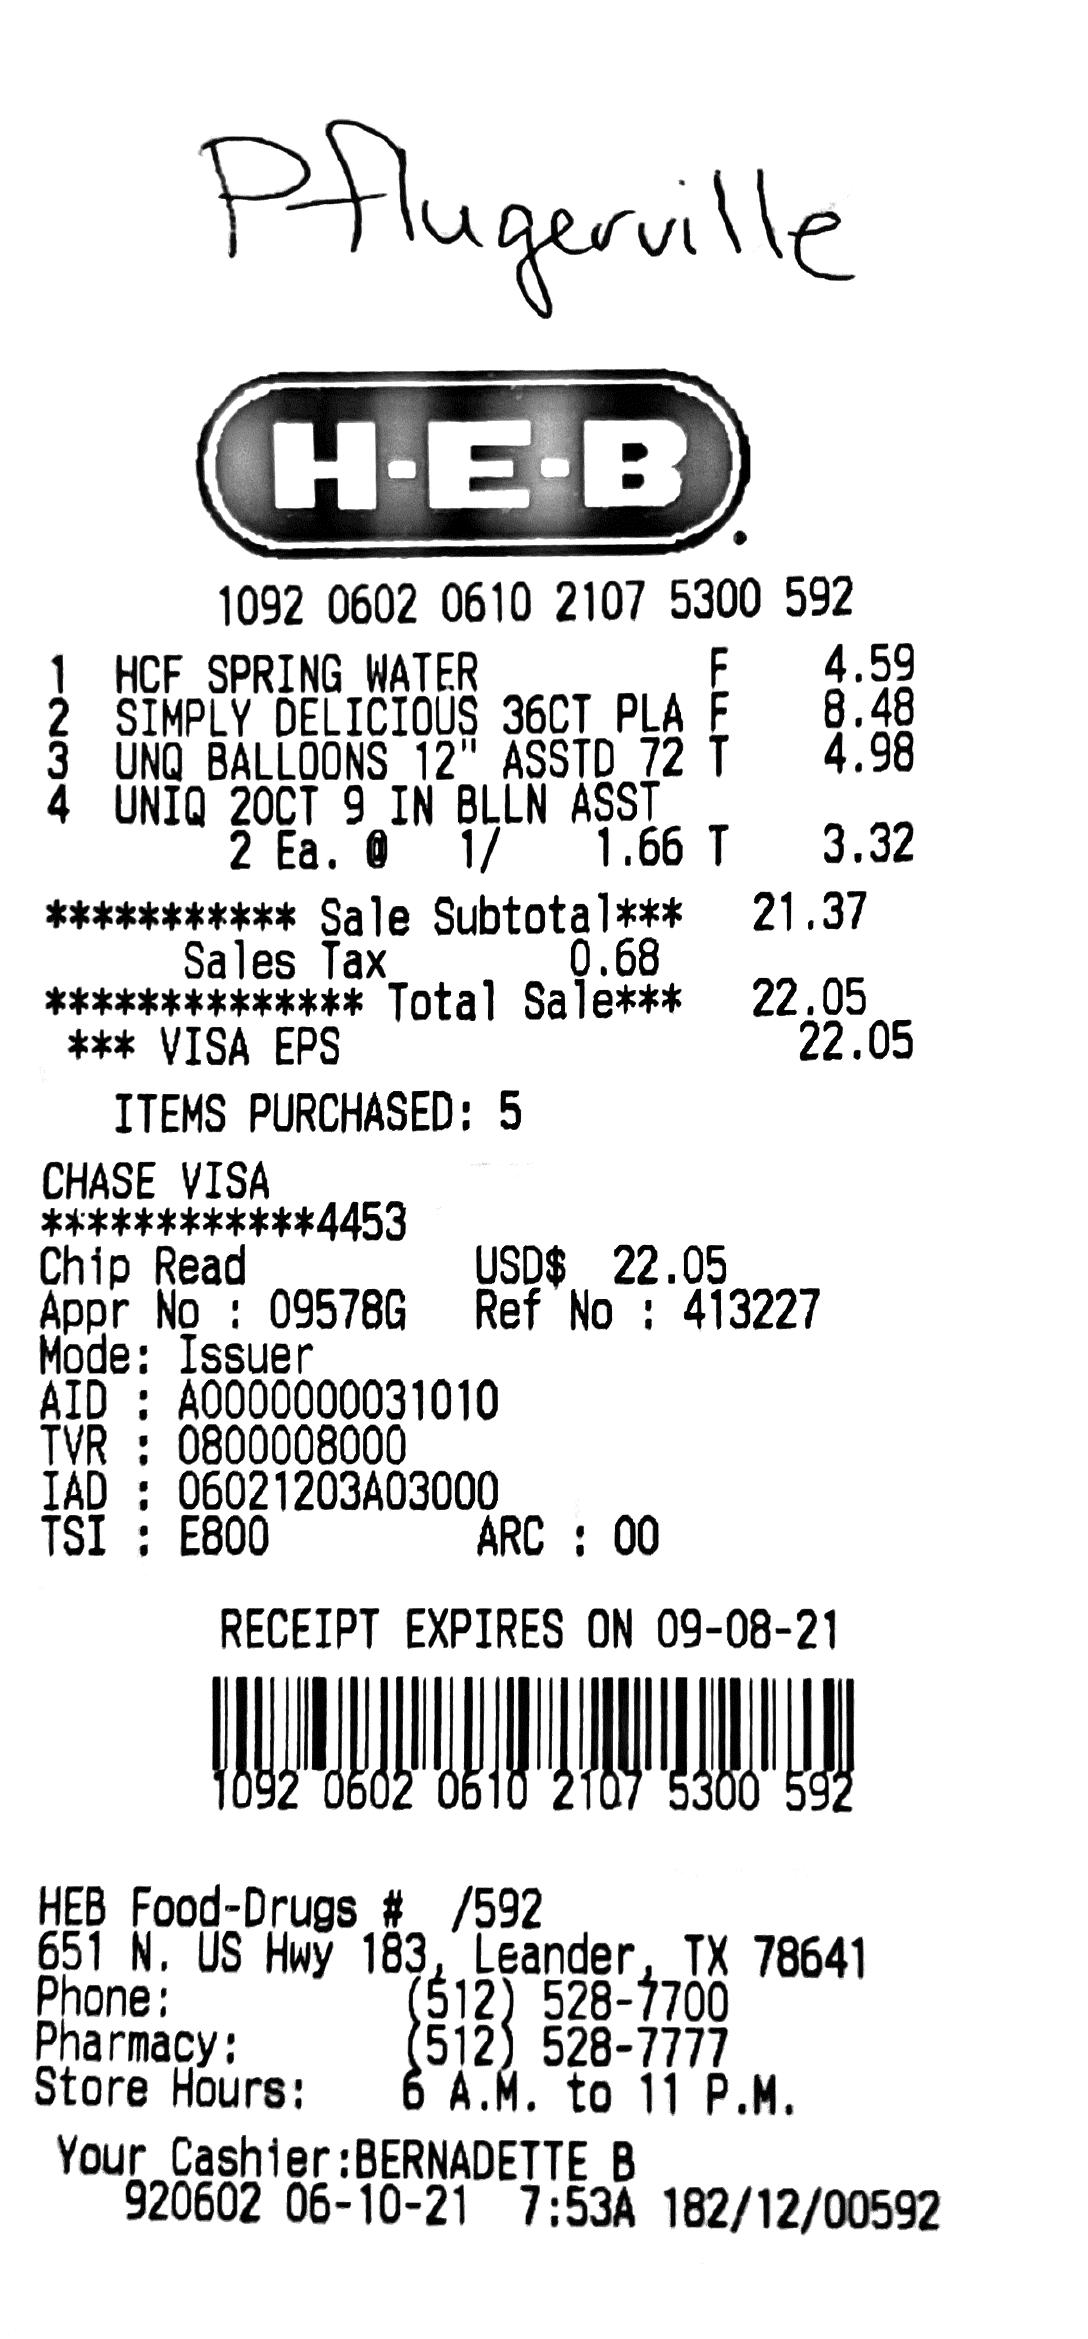 Pflugerville
H-E-B
1092 0602 0610 2107 5300 592
1 HCF SPRING WATER F 4.59
2 SIMPLY DELICIOUS 36CT PLA F 8.48
3 UNQ BALLOONS 12" ASSTD 72 T 4.98
4 UNIQ 20CT 9 IN BLLN ASST
2 Ea. @ 1/ 1.66 T 3.32
*********** Sale Subtotal*** 21.37
Sales Tax 0.68
************** Total Sale*** 22.05
*** VISA EPS 22.05
ITEMS PURCHASED: 5
CHASE VISA
************4453
Chip Read USD$ 22.05
Appr No : 09578G Ref No : 413227
Mode: Issuer
AID : A0000000031010
TVR : 0800008000
IAD : 06021203A03000
TSI : E800 ARC : 00
RECEIPT EXPIRES ON 09-08-21
1092 0602 0610 2107 5300 592
HEB Food-Drugs # /592
651 N. US Hwy 183, Leander, TX 78641
Phone: (512) 528-7700
Pharmacy: (512) 528-7777
Store Hours: 6 A.M. to 11 P.M.
Your Cashier:BERNADETTE B
920602 06-10-21 7:53A 182/12/00592